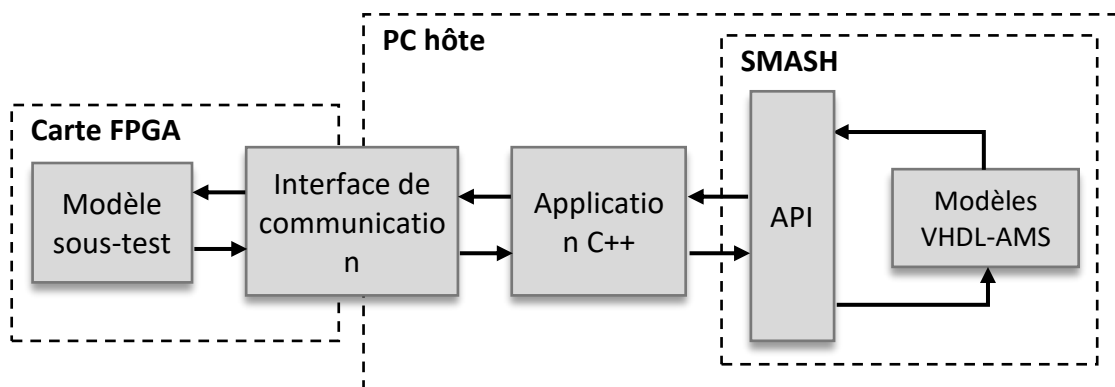 PC hôte
SMASH
Carte FPGA
Modèle
sous-test
Interface de
communicatio
n
Applicatio
n C++
API
Modèles
VHDL-AMS